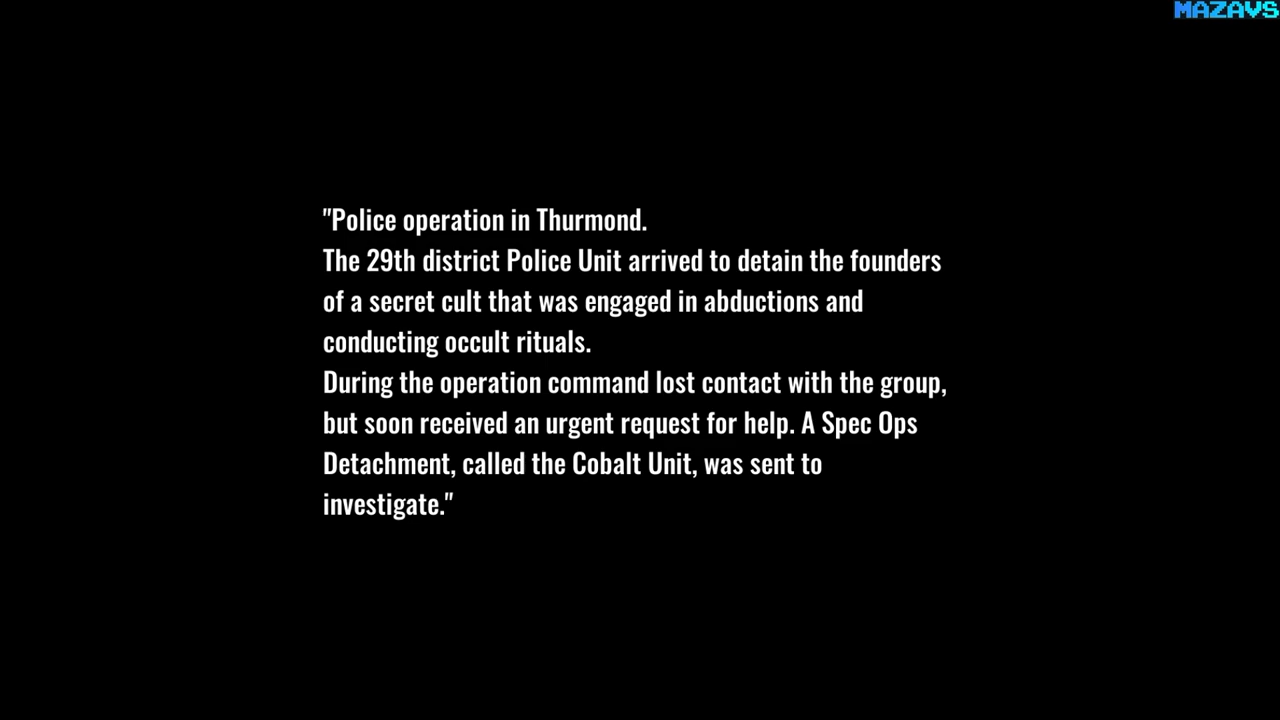 MAZAVS
"Police operation in Thurmond.
The 29th district Police Unit arrived to detain the founders
of a secret cult that was engaged in abductions and
conducting occult rituals.
During the operation command lost contact with the group,
but soon received an urgent request for help. A Spec Ops
Detachment, called the Cobalt Unit, was sent to
investigate."